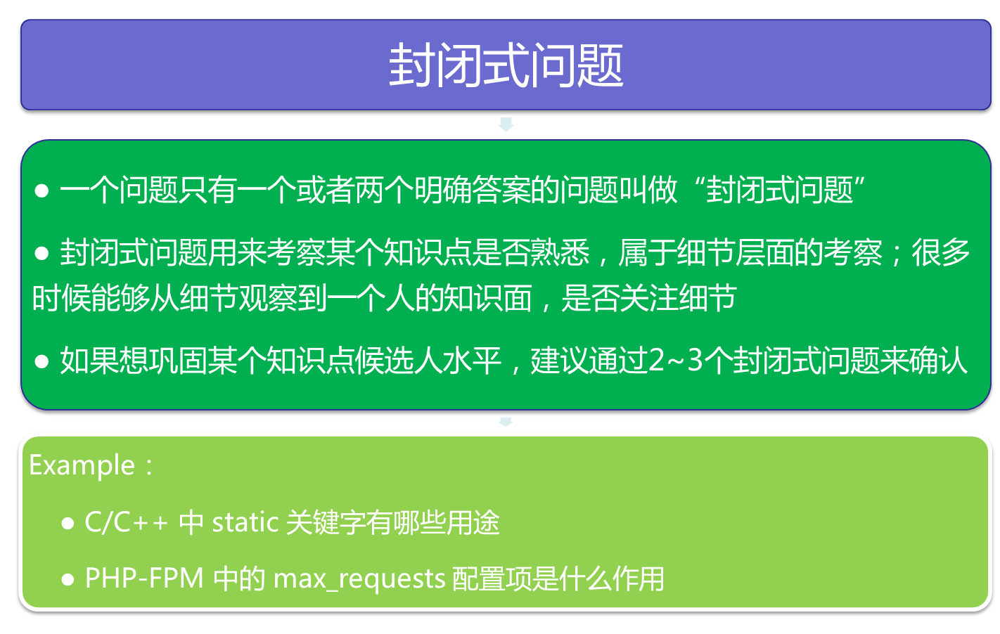 封闭式问题
● 一个问题只有一个或者两个明确答案的问题叫做“封闭式问题”
● 封闭式问题用来考察某个知识点是否熟悉，属于细节层面的考察；很多
时候能够从细节观察到一个人的知识面，是否关注细节
● 如果想巩固某个知识点候选人水平，建议通过2~3个封闭式问题来确认
Example：
● C/C++ 中 static 关键字有哪些用途
● PHP-FPM 中的 max_requests 配置项是什么作用